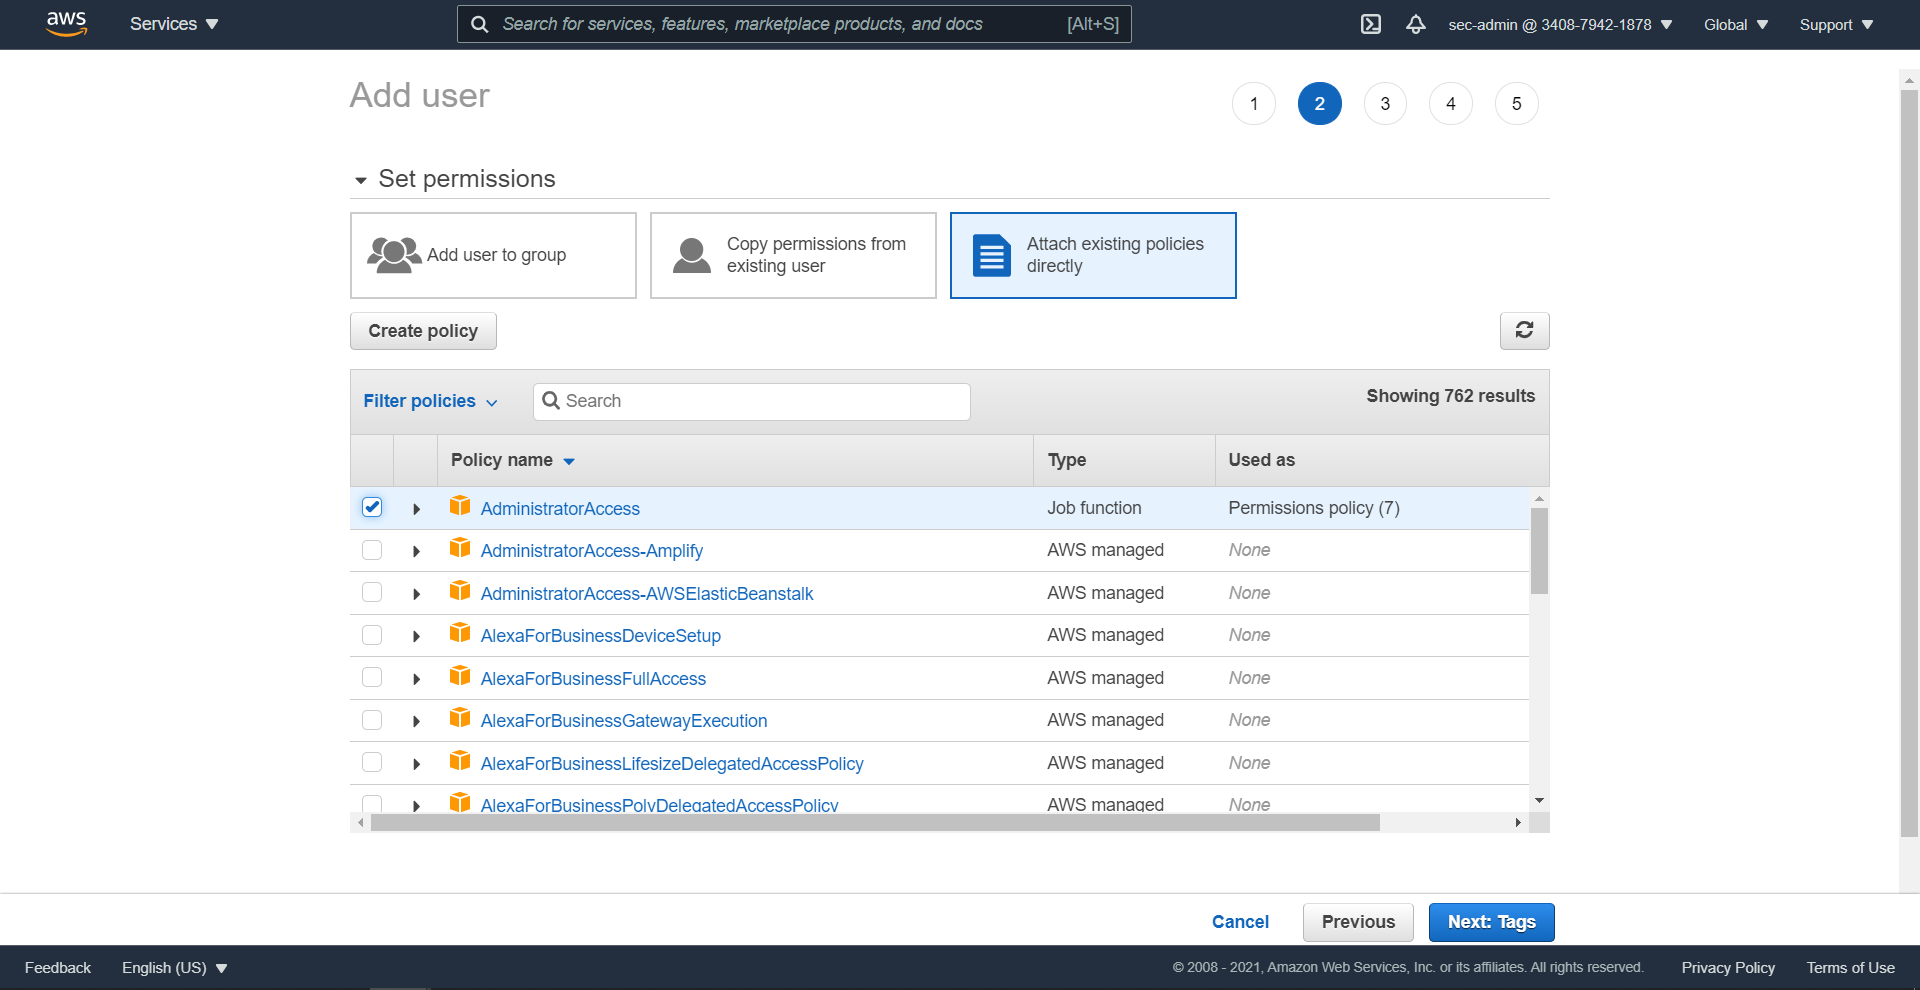 aws
Services
Search for services, features, marketplace products, and docs [Alt+S]
sec-admin @ 3408-7942-1878
Global
Support
Add user
1 2 3 4 5
Set permissions
Add user to group
Copy permissions from
existing user
Attach existing policies
directly
Create policy
Filter policies
Search
Showing 762 results
Policy name Type Used as
AdministratorAccess Job function Permissions policy (7)
AdministratorAccess-Amplify AWS managed None
AdministratorAccess-AWSElasticBeanstalk AWS managed None
AlexaForBusinessDeviceSetup AWS managed None
AlexaForBusinessFullAccess AWS managed None
AlexaForBusinessGatewayExecution AWS managed None
AlexaForBusinessLifesizeDelegatedAccessPolicy AWS managed None
AlexaForBusinessPolyDelegatedAccessPolicy AWS managed None
Cancel
Previous
Next: Tags
Feedback
English (US)
© 2008 - 2021, Amazon Web Services, Inc. or its affiliates. All rights reserved.
Privacy Policy
Terms of Use